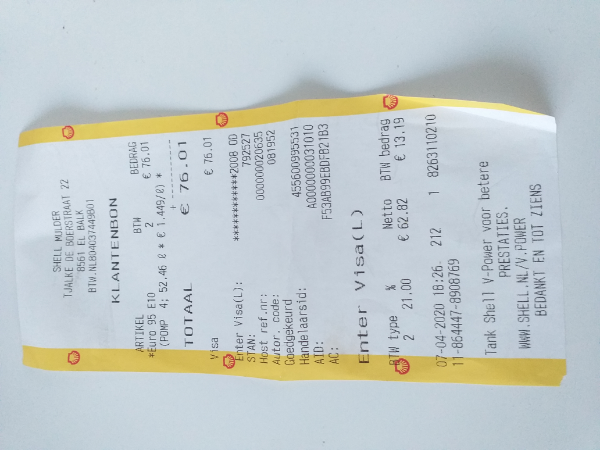 SHELL MULDER
TJALKE DE BOERSTRAAT 22
8561 EL BALK
BTW.NL804037449B01
KLANTENBON
ARTIKEL BTW BEDRAG
*Euro 95 E10 2 € 76.01
(POMP 4; 52.46 ℓ * € 1.449/ℓ) *
+ ----------
TOTAAL € 76.01
Visa € 76.01
Enter Visa(L): ************2008 00
STAN: 792527
Host ref.nr: 000000020635
Autor. code: 081952
Goedgekeurd
Handelaarsid: 455600995531
AID: A0000000031010
AC: F53AB99EBDFB21B3
Enter Visa(L)
BTW type % Netto BTW bedrag
2 21.00 € 62.82 € 13.19
07-04-2020 18:26 212 1 8263110210
11-864447-8908769
Tank Shell V-Power voor betere
PRESTATIES.
WWW.SHELL.NL/V.POWER
BEDANKT EN TOT ZIENS